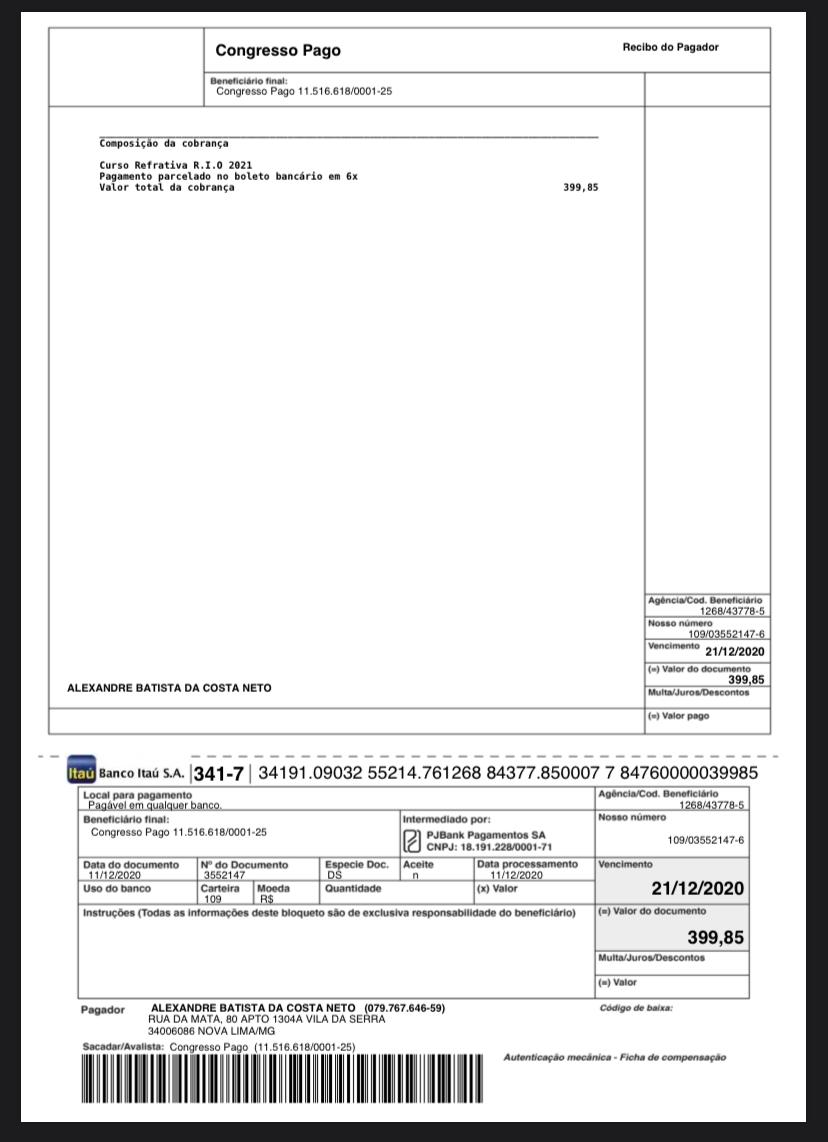 Congresso Pago
Recibo do Pagador
Beneficiário final:
Congresso Pago 11.516.618/0001-25
Composição da cobrança
Curso Refrativa R.I.O 2021
Pagamento parcelado no boleto bancário em 6x
Valor total da cobrança 399,85
Agência/Cod. Beneficiário
1268/43778-5
Nosso número
109/03552147-6
Vencimento 21/12/2020
(=) Valor do documento
399,85
Multa/Juros/Descontos
(=) Valor pago
ALEXANDRE BATISTA DA COSTA NETO
Itaú Banco Itaú S.A. 341-7 34191.09032 55214.761268 84377.850007 7 84760000039985
Local para pagamento
Pagável em qualquer banco.
Agência/Cod. Beneficiário
1268/43778-5
Beneficiário final:
Congresso Pago 11.516.618/0001-25
Intermediado por:
PJBank Pagamentos SA
CNPJ: 18.191.228/0001-71
Nosso número
109/03552147-6
Data do documento Nº do Documento Especie Doc. Aceite Data processamento
11/12/2020 3552147 DS n 11/12/2020
Vencimento
21/12/2020
Uso do banco Carteira Moeda Quantidade (x) Valor
109 R$
Instruções (Todas as informações deste bloqueto são de exclusiva responsabilidade do beneficiário)
(=) Valor do documento
399,85
Multa/Juros/Descontos
(=) Valor
Pagador ALEXANDRE BATISTA DA COSTA NETO (079.767.646-59)
RUA DA MATA, 80 APTO 1304A VILA DA SERRA
34006086 NOVA LIMA/MG
Código de baixa:
Sacadar/Avalista: Congresso Pago (11.516.618/0001-25)
Autenticação mecânica - Ficha de compensação